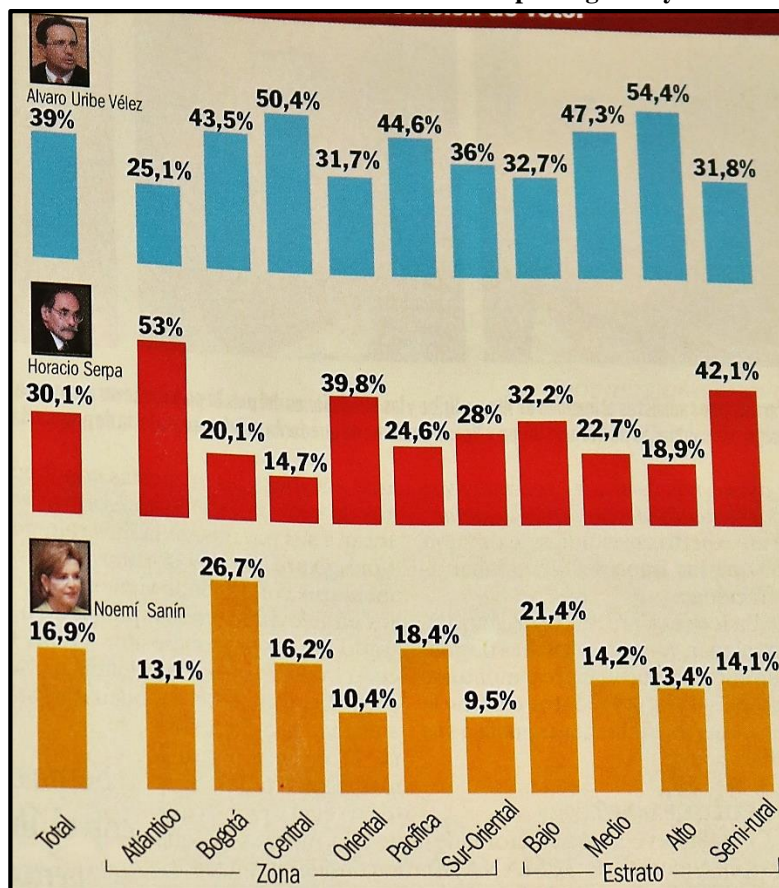 Alvaro Uribe Vélez
39% 25,1% 43,5% 50,4% 31,7% 44,6% 36% 32,7% 47,3% 54,4% 31,8%
Horacio Serpa
30,1% 53% 20,1% 14,7% 39,8% 24,6% 28% 32,2% 22,7% 18,9% 42,1%
Noemí Sanín
16,9% 13,1% 26,7% 16,2% 10,4% 18,4% 9,5% 21,4% 14,2% 13,4% 14,1%
Total Atlántico Bogotá Central Oriental Pacífica Sur-Oriental Bajo Medio Alto Semi-rural
Zona Estrato